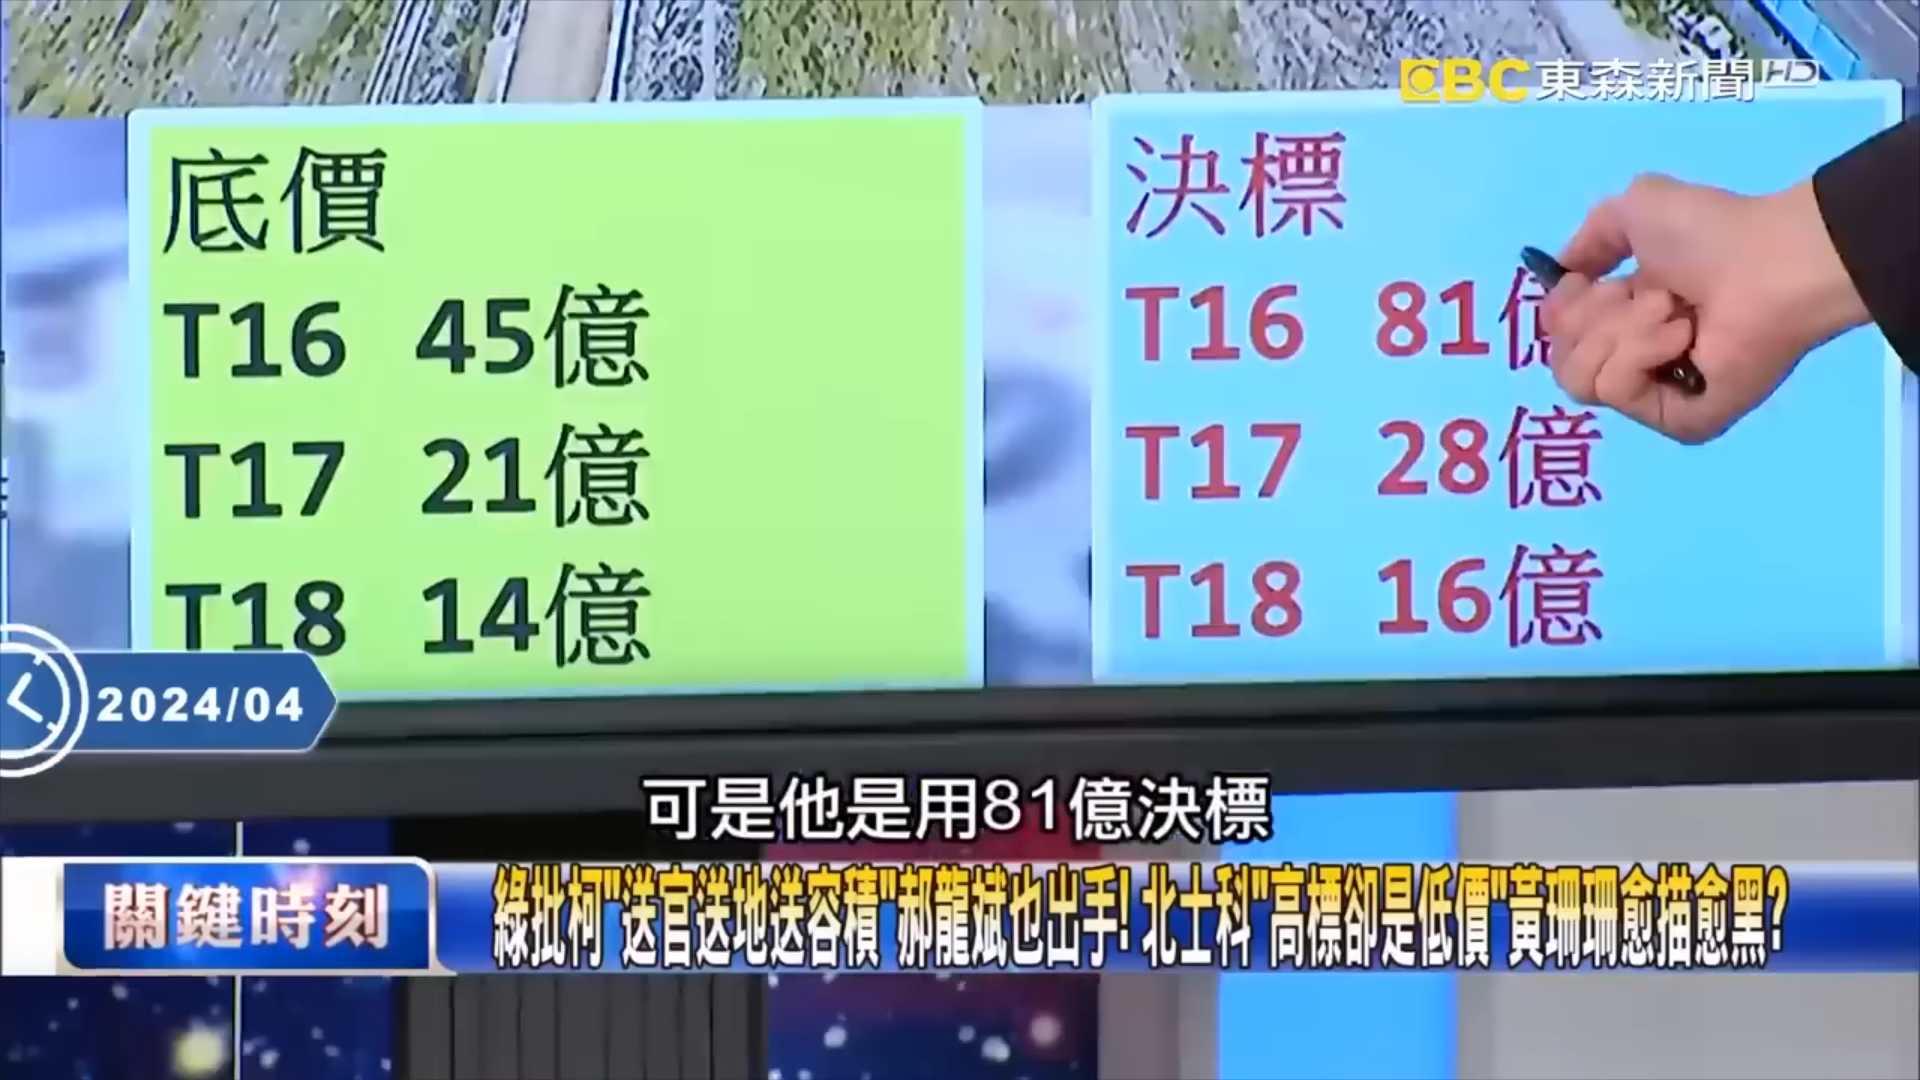 EBC東森新聞HD
底價
T16 45億
T17 21億
T18 14億
決標
T16 81億
T17 28億
T18 16億
2024/04
可是他是用81億決標
關鍵時刻
綠批柯"送官送地送容積"郝龍斌也出手! 北士科"高標卻是低價"黃珊珊愈描愈黑?